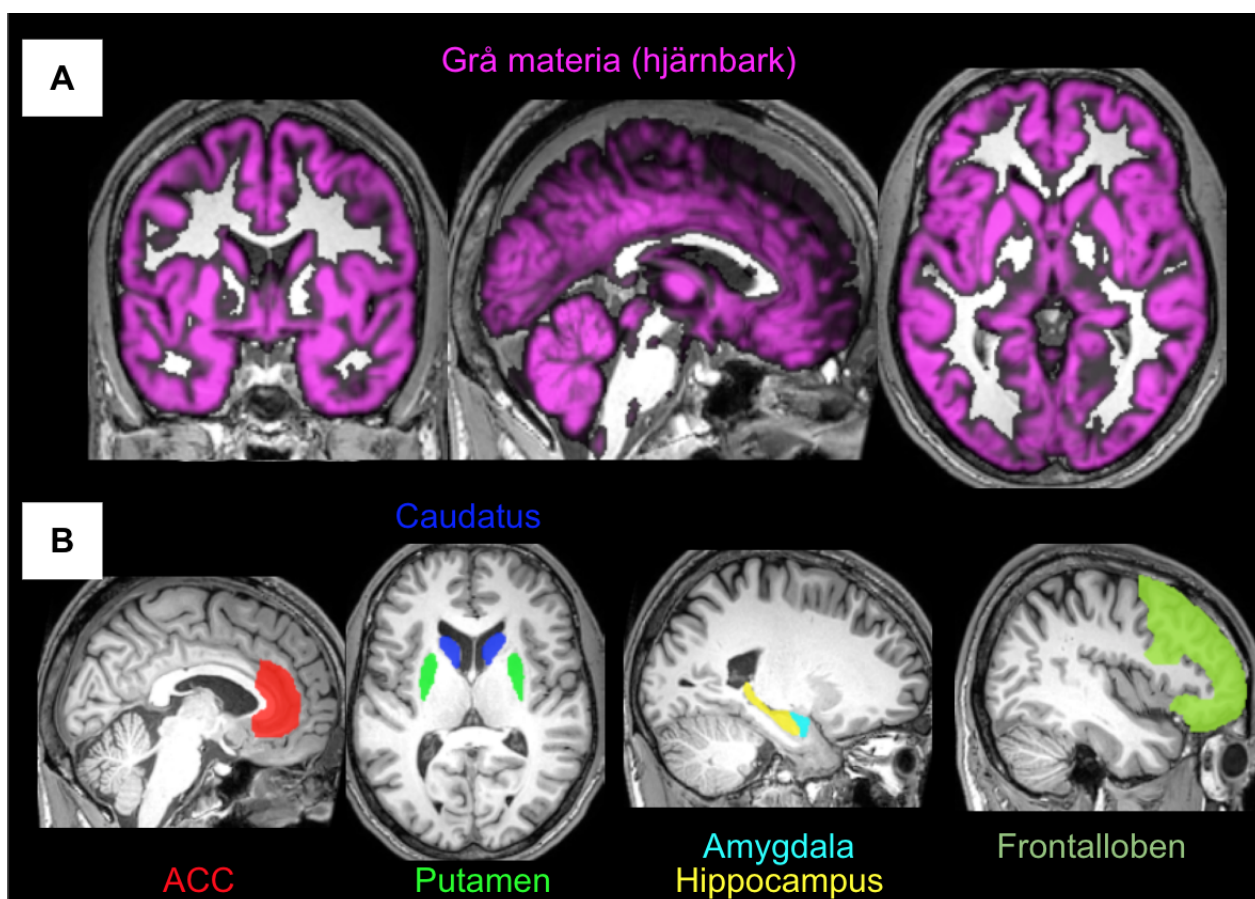 A
Grå materia (hjärnbark)
B
Caudatus
ACC
Putamen
Amygdala
Hippocampus
Frontalloben